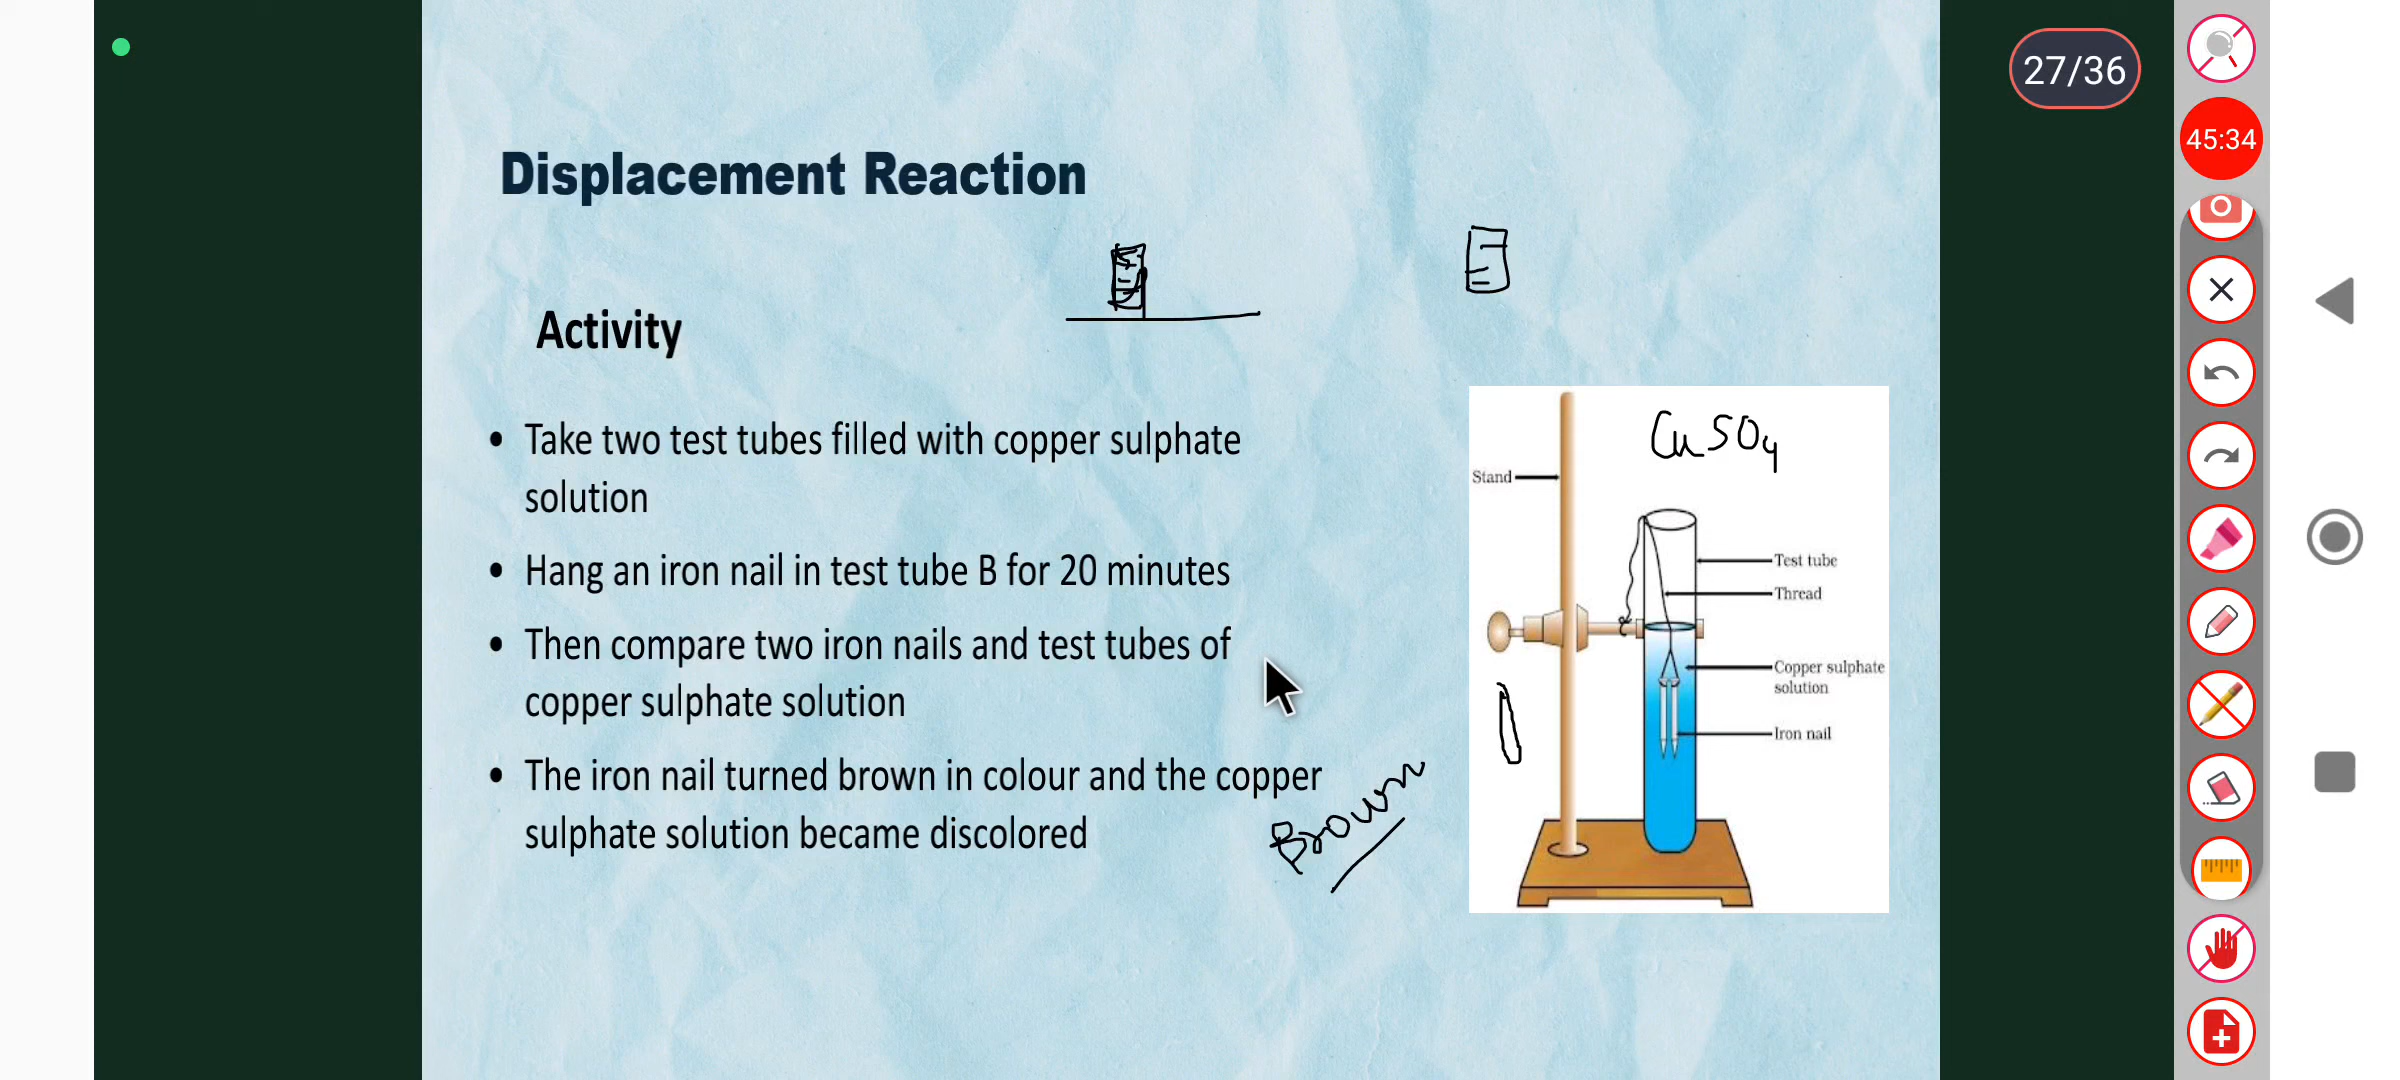 27/36
45:34
Displacement Reaction
Activity
• Take two test tubes filled with copper sulphate
solution
• Hang an iron nail in test tube B for 20 minutes
• Then compare two iron nails and test tubes of
copper sulphate solution
• The iron nail turned brown in colour and the copper
sulphate solution became discolored
Brown
CuSO4
Stand
Test tube
Thread
Copper sulphate
solution
Iron nail